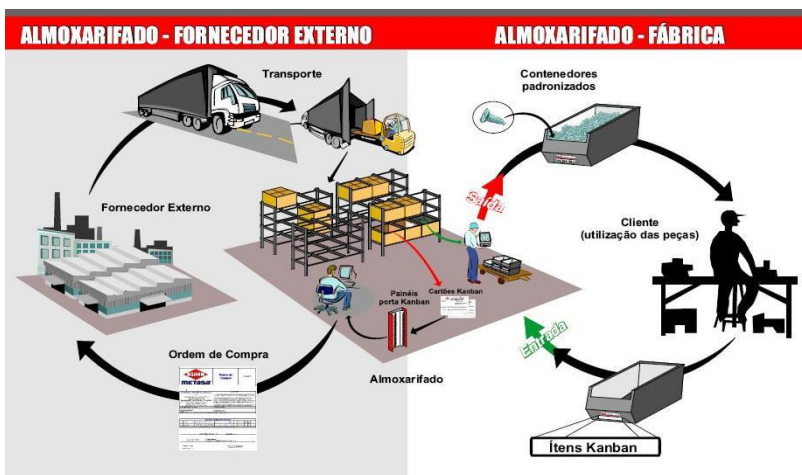 ALMOXARIFADO - FORNECEDOR EXTERNO
ALMOXARIFADO - FÁBRICA
Transporte
Contenedores
padronizados
Fornecedor Externo
Saída
Cliente
(utilização das peças)
Painéis
porta Kanban
Cartões Kanban
Entrada
Ordem de Compra
Almoxarifado
KUHN
METASA
Ítens Kanban